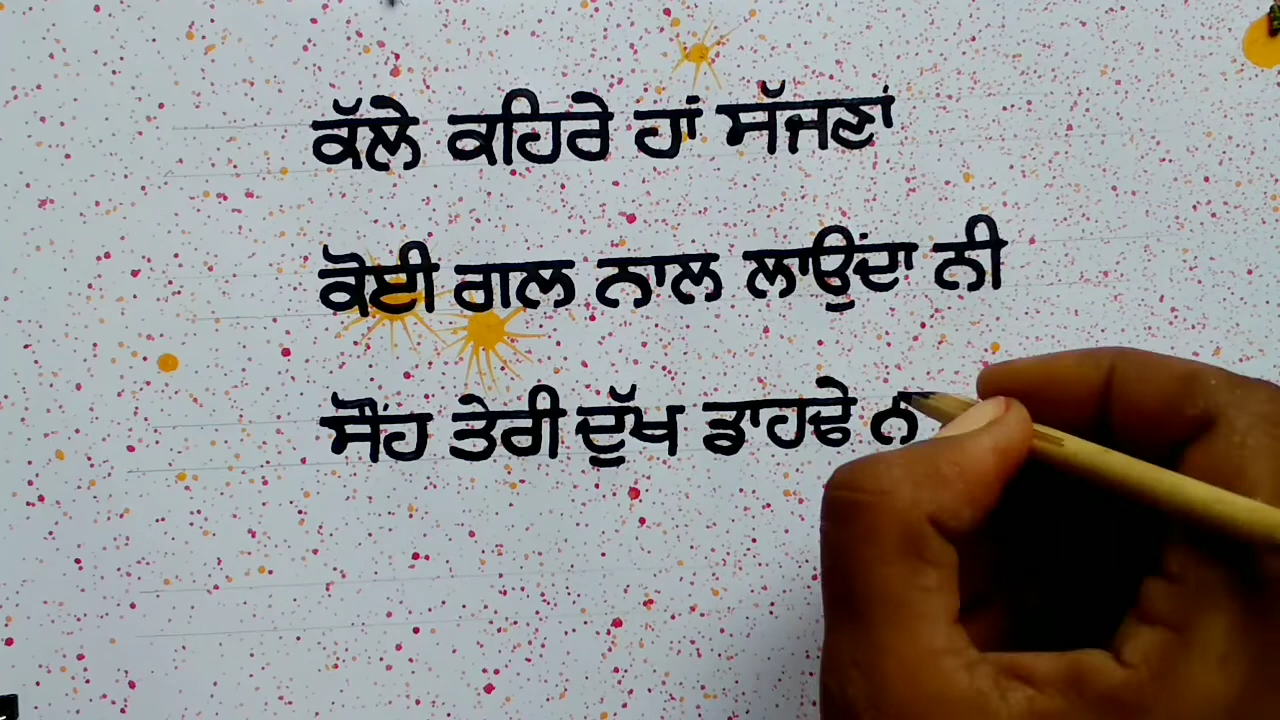 ਕੱਲੇ ਕਹਿਰੇ ਹਾਂ ਸੱਜਣਾਂ
ਕੋਈ ਗਲ ਨਾਲ ਲਾਉਂਦਾ ਨੀ
ਸੌਂਹ ਤੇਰੀ ਦੁੱਖ ਡਾਹਢੇ ਨ